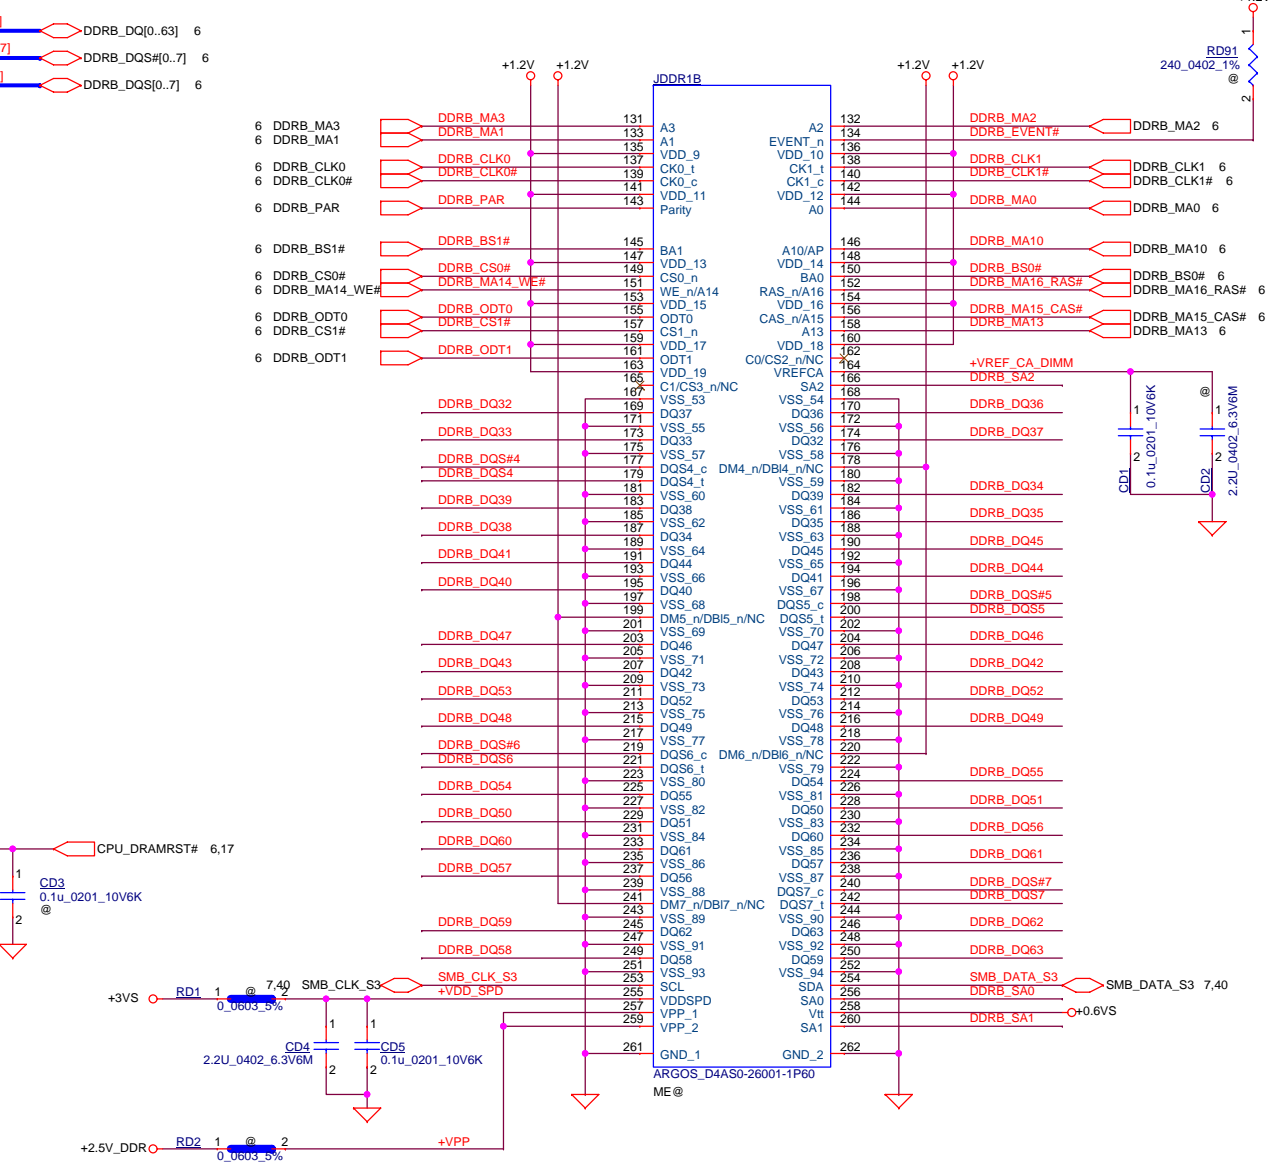 DDRB_DQ[0..63] 6
7] DDRB_DQS#[0..7] 6
] DDRB_DQS[0..7] 6
RD91
240_0402_1%
@
1
2
+1.2V +1.2V JDDR1B +1.2V +1.2V
6 DDRB_MA3 DDRB_MA3 131 A3 A2 132 DDRB_MA2 DDRB_MA2 6
6 DDRB_MA1 DDRB_MA1 133 A1 EVENT_n 134 DDRB_EVENT#
135 VDD_9 VDD_10 136
6 DDRB_CLK0 DDRB_CLK0 137 CK0_t CK1_t 138 DDRB_CLK1 DDRB_CLK1 6
6 DDRB_CLK0# DDRB_CLK0# 139 CK0_c CK1_c 140 DDRB_CLK1# DDRB_CLK1# 6
141 VDD_11 VDD_12 142
6 DDRB_PAR DDRB_PAR 143 Parity A0 144 DDRB_MA0 DDRB_MA0 6
6 DDRB_BS1# DDRB_BS1# 145 BA1 A10/AP 146 DDRB_MA10 DDRB_MA10 6
147 VDD_13 VDD_14 148
6 DDRB_CS0# DDRB_CS0# 149 CS0_n BA0 150 DDRB_BS0# DDRB_BS0# 6
6 DDRB_MA14_WE# DDRB_MA14_WE# 151 WE_n/A14 RAS_n/A16 152 DDRB_MA16_RAS# DDRB_MA16_RAS# 6
153 VDD_15 VDD_16 154
6 DDRB_ODT0 DDRB_ODT0 155 ODT0 CAS_n/A15 156 DDRB_MA15_CAS# DDRB_MA15_CAS# 6
6 DDRB_CS1# DDRB_CS1# 157 CS1_n A13 158 DDRB_MA13 DDRB_MA13 6
159 VDD_17 VDD_18 160
6 DDRB_ODT1 DDRB_ODT1 161 ODT1 C0/CS2_n/NC 162
163 VDD_19 VREFCA 164 +VREF_CA_DIMM
165 C1/CS3_n/NC SA2 166 DDRB_SA2
167 VSS_53 VSS_54 168
DDRB_DQ32 169 DQ37 DQ36 170 DDRB_DQ36
171 VSS_55 VSS_56 172
DDRB_DQ33 173 DQ33 DQ32 174 DDRB_DQ37
175 VSS_57 VSS_58 176
DDRB_DQS#4 177 DQS4_c DM4_n/DBI4_n/NC 178
DDRB_DQS4 179 DQS4_t VSS_59 180
181 VSS_60 DQ39 182 DDRB_DQ34
DDRB_DQ39 183 DQ38 VSS_61 184
185 VSS_62 DQ35 186 DDRB_DQ35
DDRB_DQ38 187 DQ34 VSS_63 188
189 VSS_64 DQ45 190 DDRB_DQ45
DDRB_DQ41 191 DQ44 VSS_65 192
193 VSS_66 DQ41 194 DDRB_DQ44
DDRB_DQ40 195 DQ40 VSS_67 196
197 VSS_68 DQS5_c 198 DDRB_DQS#5
199 DM5_n/DBI5_n/NC DQS5_t 200 DDRB_DQS5
201 VSS_69 VSS_70 202
DDRB_DQ47 203 DQ46 DQ47 204 DDRB_DQ46
205 VSS_71 VSS_72 206
DDRB_DQ43 207 DQ42 DQ43 208 DDRB_DQ42
209 VSS_73 VSS_74 210
DDRB_DQ53 211 DQ52 DQ53 212 DDRB_DQ52
213 VSS_75 VSS_76 214
DDRB_DQ48 215 DQ49 DQ48 216 DDRB_DQ49
217 VSS_77 VSS_78 218
DDRB_DQS#6 219 DQS6_c DM6_n/DBI6_n/NC 220
DDRB_DQS6 221 DQS6_t VSS_79 222
223 VSS_80 DQ54 224 DDRB_DQ55
DDRB_DQ54 225 DQ55 VSS_81 226
227 VSS_82 DQ50 228 DDRB_DQ51
DDRB_DQ50 229 DQ51 VSS_83 230
231 VSS_84 DQ60 232 DDRB_DQ56
DDRB_DQ60 233 DQ61 VSS_85 234
235 VSS_86 DQ57 236 DDRB_DQ61
DDRB_DQ57 237 DQ56 VSS_87 238
239 VSS_88 DQS7_c 240 DDRB_DQS#7
241 DM7_n/DBI7_n/NC DQS7_t 242 DDRB_DQS7
243 VSS_89 VSS_90 244
DDRB_DQ59 245 DQ62 DQ63 246 DDRB_DQ62
247 VSS_91 VSS_92 248
DDRB_DQ58 249 DQ58 DQ59 250 DDRB_DQ63
251 VSS_93 VSS_94 252
7,40 SMB_CLK_S3 SMB_CLK_S3 253 SCL SDA 254 SMB_DATA_S3 SMB_DATA_S3 7,40
+VDD_SPD 255 VDDSPD SA0 256 DDRB_SA0
257 VPP_1 Vtt 258 +0.6VS
259 VPP_2 SA1 260 DDRB_SA1
261 GND_1 GND_2 262
ARGOS_D4AS0-26001-1P60
ME@
1 2 CD1 0.1u_0201_10V6K
@ 1 2 CD2 2.2U_0402_6.3V6M
CPU_DRAMRST# 6,17
1 2
CD3
0.1u_0201_10V6K
@
+3VS RD1 1 @ 2
0_0603_5%
1 2 CD4
2.2U_0402_6.3V6M
1 2 CD5
0.1u_0201_10V6K
+2.5V_DDR RD2 1 @ 2 +VPP
0_0603_5%